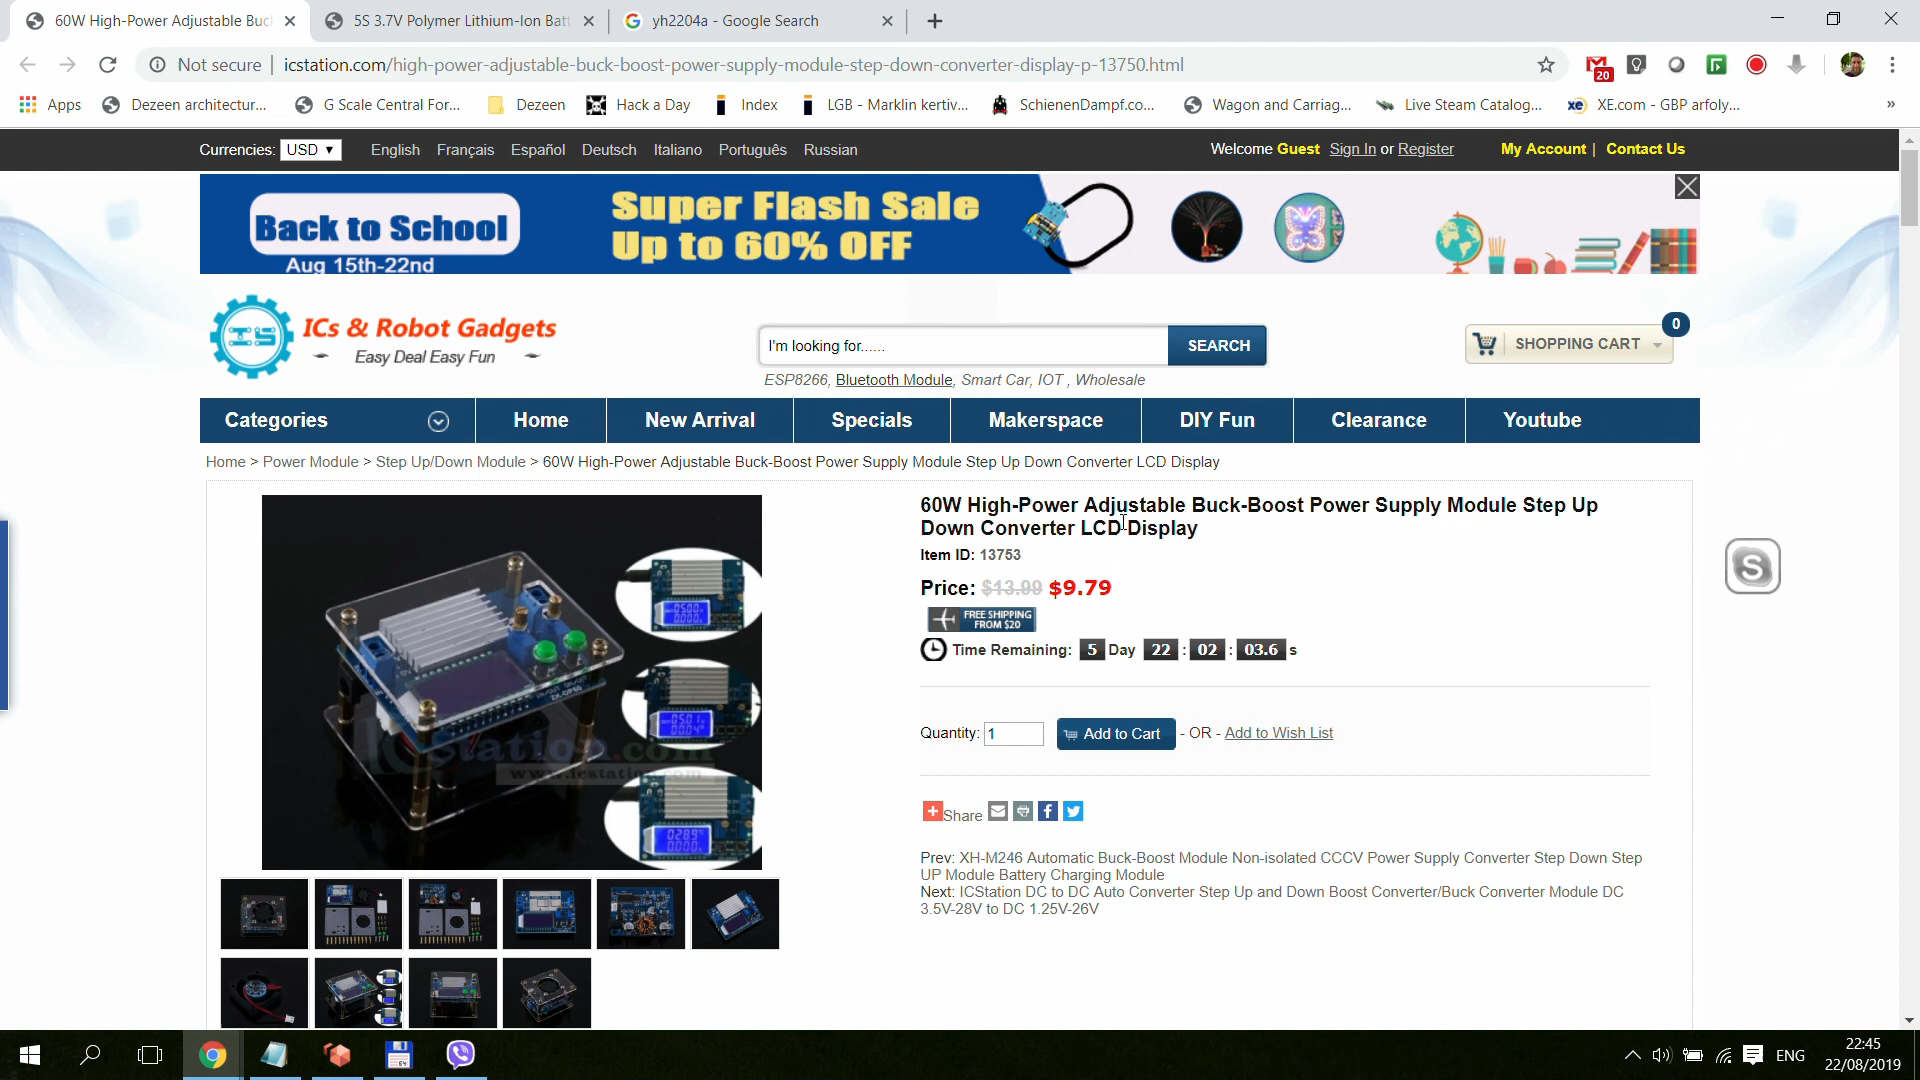 60W High-Power Adjustable Buc
5S 3.7V Polymer Lithium-Ion Batt
yh2204a - Google Search
Not secure
icstation.com/high-power-adjustable-buck-boost-power-supply-module-step-down-converter-display-p-13750.html
20
Apps
Dezeen architectur...
G Scale Central For...
Dezeen
Hack a Day
Index
LGB - Marklin kertiv...
SchienenDampf.co...
Wagon and Carriag...
Live Steam Catalog...
xe XE.com - GBP arfoly...
»
Currencies: USD
English Français Español Deutsch Italiano Português Russian
Welcome Guest Sign In or Register
My Account | Contact Us
Back to School
Aug 15th-22nd
Super Flash Sale
Up to 60% OFF
ICs & Robot Gadgets
Easy Deal Easy Fun
I'm looking for......
SEARCH
ESP8266, Bluetooth Module, Smart Car, IOT , Wholesale
SHOPPING CART
0
Categories
Home
New Arrival
Specials
Makerspace
DIY Fun
Clearance
Youtube
Home > Power Module > Step Up/Down Module > 60W High-Power Adjustable Buck-Boost Power Supply Module Step Up Down Converter LCD Display
60W High-Power Adjustable Buck-Boost Power Supply Module Step Up
Down Converter LCD Display
Item ID: 13753
Price: $13.99 $9.79
FREE SHIPPING
FROM $20
Time Remaining: 5 Day 22 : 02 : 03.6 s
Quantity: 1
Add to Cart
- OR - Add to Wish List
Share
Prev: XH-M246 Automatic Buck-Boost Module Non-isolated CCCV Power Supply Converter Step Down Step
UP Module Battery Charging Module
Next: ICStation DC to DC Auto Converter Step Up and Down Boost Converter/Buck Converter Module DC
3.5V-28V to DC 1.25V-26V
ICstation.com
ENG
22:45
22/08/2019